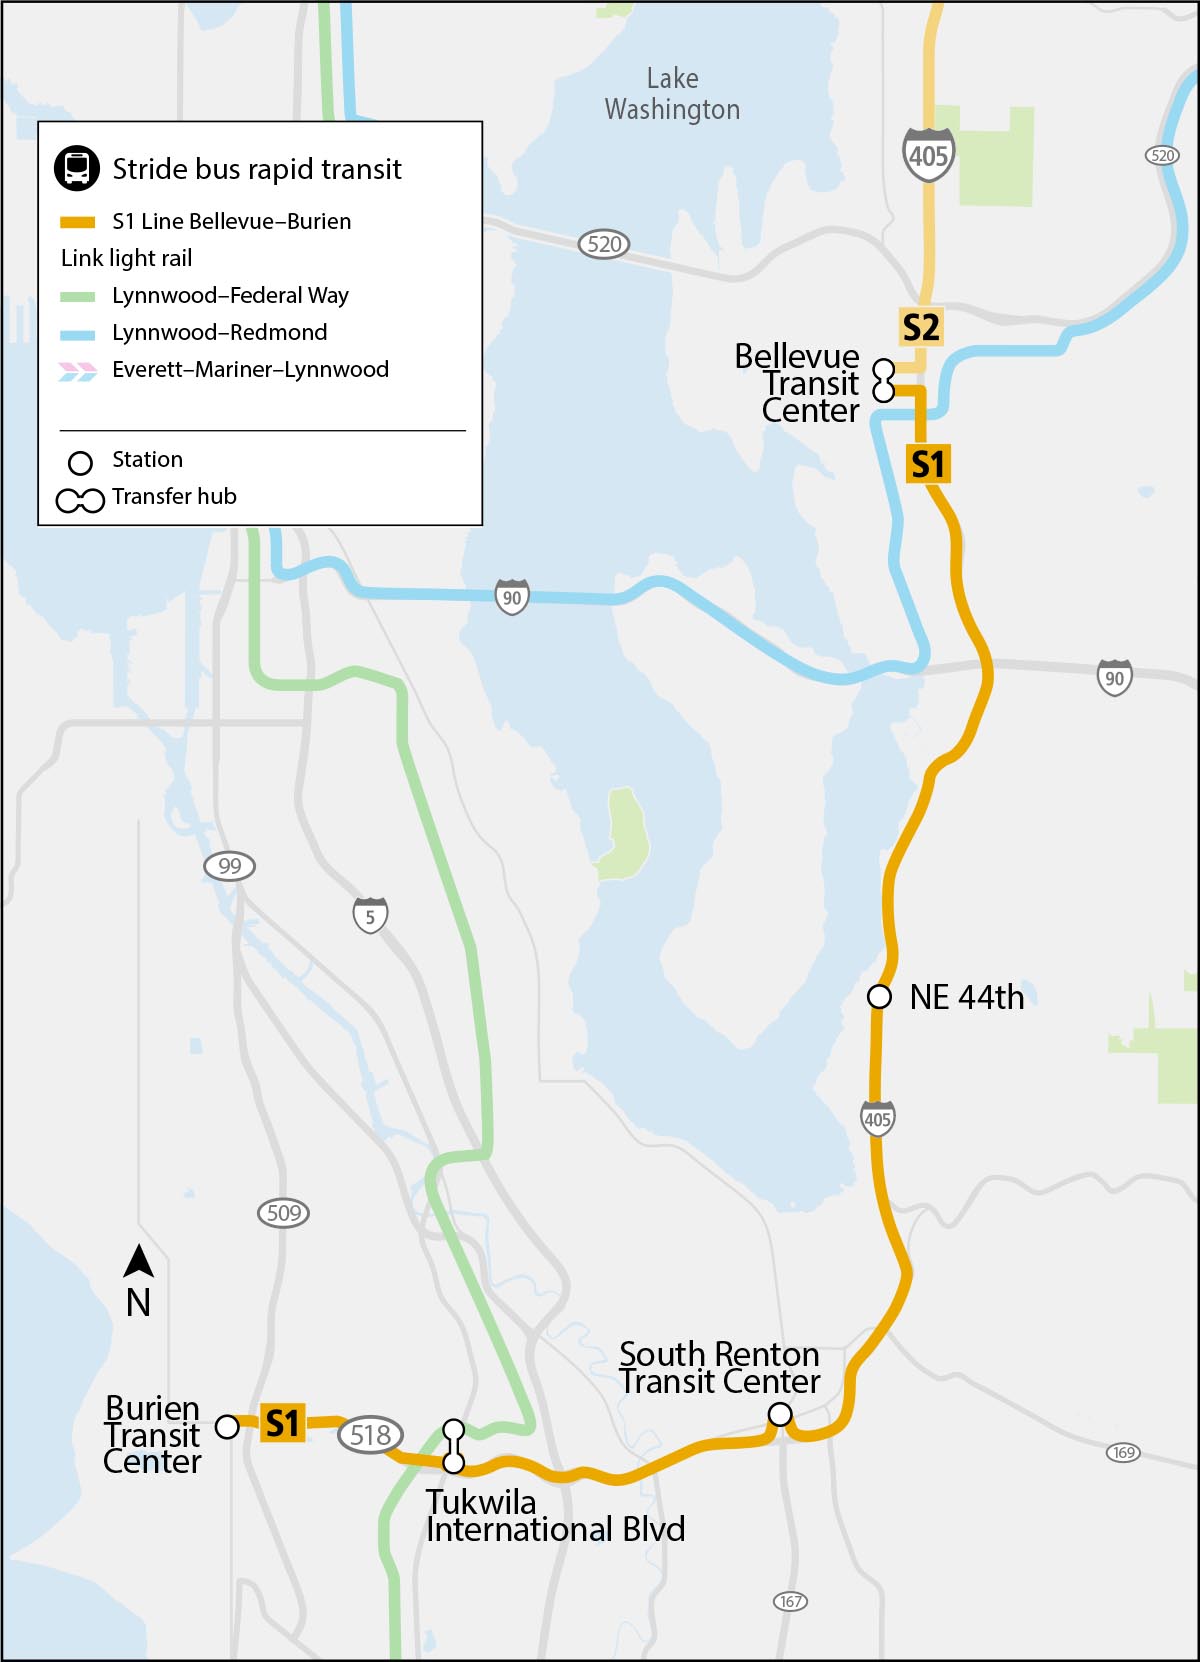 Lake
Washington
405
520
Stride bus rapid transit
S1 Line Bellevue–Burien
Link light rail
Lynnwood–Federal Way
Lynnwood–Redmond
Everett–Mariner–Lynnwood
Station
Transfer hub
520
S2
Bellevue
Transit
Center
S1
90
90
99
5
NE 44th
405
509
N
South Renton
Transit Center
Burien
Transit
Center
S1
518
169
Tukwila
International Blvd
167